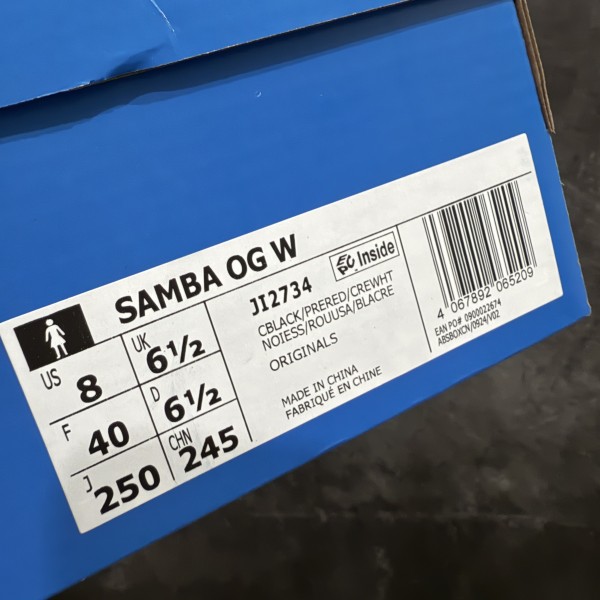 SAMBA OG W
US 8
UK 6½
F 40
D 6½
J 250
CHN 245
JI2734
EPC Inside
CBLACK/PRERED/CREWHT
NOIESS/ROUUSA/BLACRE
ORIGINALS
MADE IN CHINA
FABRIQUÉ EN CHINE
4 067892 065209
EAN PO# 0900022674
ABSBOXCN/0924/V02